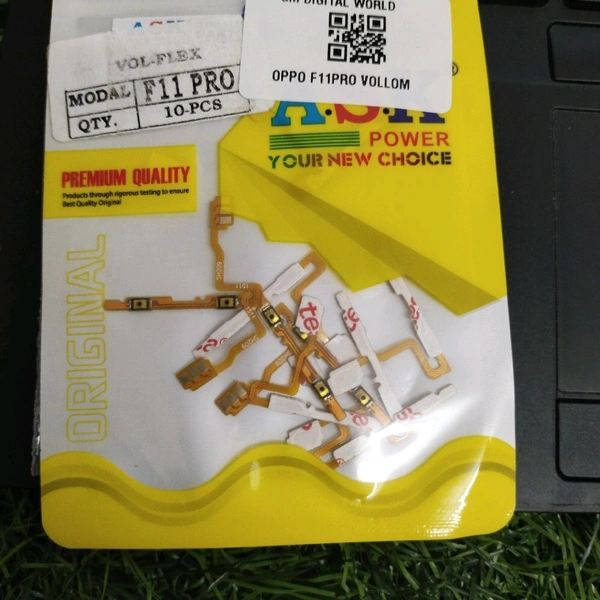 DIGITAL WORLD
OPPO F11PRO VOLLOM
VOL-FLEX
MODAL F11 PRO
QTY. 10-PCS
A.S.K
POWER
YOUR NEW CHOICE
PREMIUM QUALITY
Products through rigorous testing to ensure
Best Quality Original
ORIGINAL
te